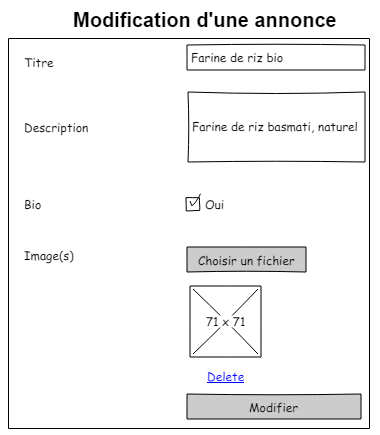 Modification d'une annonce
Titre
Farine de riz bio
Description
Farine de riz basmati, naturel
Bio
Oui
Image(s)
Choisir un fichier
71 x 71
Delete
Modifier